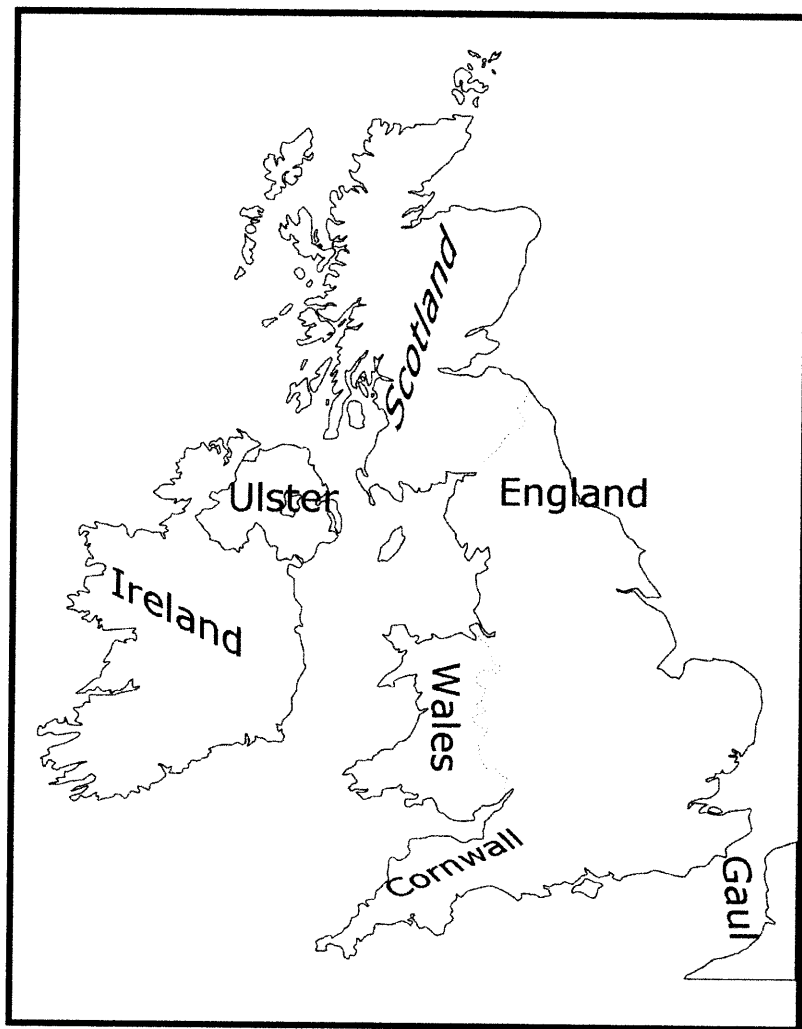 Scotland
Ulster
England
Ireland
Wales
Cornwall
Gaul